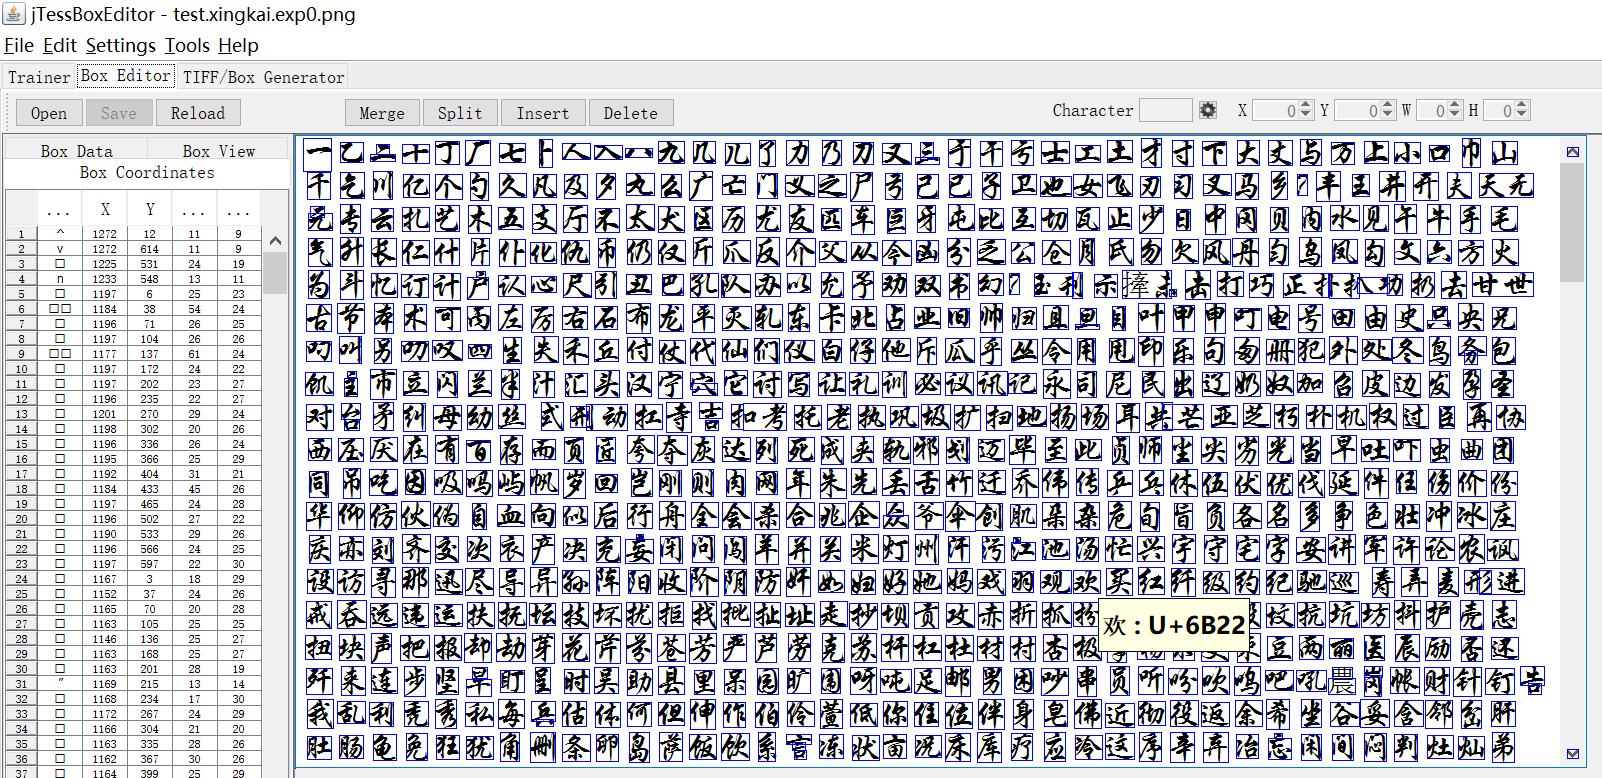 jTessBoxEditor - test.xingkai.exp0.png
File Edit Settings Tools Help
Trainer Box Editor TIFF/Box Generator
Open Save Reload Merge Split Insert Delete Character X 0 Y 0 W 0 H 0
Box Data Box View
Box Coordinates
... X Y ... ...
1 ^ 1272 12 11 9
2 v 1272 614 11 9
3 □ 1225 531 24 19
4 n 1233 548 13 11
5 □ 1197 6 25 23
6 □□ 1184 38 54 24
7 □ 1196 71 26 25
8 □ 1197 104 26 26
9 □□ 1177 137 61 24
10 □ 1197 172 24 22
11 □ 1197 202 23 27
12 □ 1196 235 22 27
13 □ 1201 270 29 24
14 □ 1198 302 20 26
15 □ 1196 336 26 24
16 □ 1195 366 25 29
17 □ 1192 404 31 21
18 □ 1184 433 45 26
19 □ 1197 465 24 28
20 □ 1196 502 27 22
21 □ 1190 533 29 26
22 □ 1196 566 24 25
23 □ 1197 597 22 30
24 □ 1167 3 18 29
25 □ 1152 37 24 26
26 □ 1165 70 20 28
27 □ 1163 105 25 25
28 □ 1146 136 25 27
29 □ 1163 168 25 27
30 □ 1163 201 28 19
31 ″ 1169 215 13 14
32 □ 1168 234 17 30
33 □ 1172 267 24 29
34 □ 1166 304 21 20
35 □ 1163 335 28 26
36 □ 1162 367 30 26
37 □ 1164 399 25 29
一乙二十丁厂七卜人入八九几儿了力乃刀又三于干亏士工土才寸下大丈与万上小口巾山
千乞川亿个勺久凡及夕丸么广亡门义之尸弓己已子卫也女飞刃习叉马乡?丰王井开夫天无
元专云扎艺木五支厅不太犬区历尤友匹车巨牙屯比互切瓦止少日中冈贝内水见午牛手毛
气升长仁什片仆化仇币仍仅斤爪反介父从今凶分乏公仓月氏勿欠风丹匀乌凤勾文六方火
为斗忆订计户认心尺引丑巴孔队办以允予劝双书幻?玉刊示击打巧正扑扒功扔去甘世
古节本术可丙左厉右石布龙平灭轧东卡北占业旧帅归且旦目叶甲申叮电号田由史只央兄
叼叫另叨叹四生失禾丘付仗代仙们仪白仔他斥瓜乎丛令用甩印乐句匆册犯外处冬鸟务包
饥主市立闪兰半汁汇头汉宁穴它讨写让礼训必议讯记永司尼民出辽奶奴加召皮边发孕圣
对台矛纠母幼丝 式刑动扛寺吉扣考托老执巩圾扩扫地扬场耳共芒亚芝朽朴机权过臣再协
西压厌在有百存而页匠夸夺灰达列死成夹轨邪划迈毕至此贞师尘尖劣光当早吐吓虫曲团
同吊吃因吸吗屿帆岁回岂刚则肉网年朱先丢舌竹迁乔伟传乒乓休伍伏优伐延件任伤价份
华仰仿伙伪自血向似后行舟全会杀合兆企众爷伞创肌朵杂危旬旨负各名多争色壮冲冰庄
庆亦刘齐交次衣产决充妄闭问闯羊并关米灯州汗污江池汤忙兴宇守宅字安讲军许论农讽
设访寻那迅尽导异孙阵阳收阶阴防奸如妇好她妈戏羽观欢买红纤级约纪驰巡 寿弄麦形进
戒吞远违运扶抚坛技坏扰拒找批扯址走抄坝贡攻赤折抓扮 纹抗坑坊抖护壳志
扭块声把报却劫芽花芹芬苍芳严芦劳克苏杆杠杜材村杏极 豆两丽医辰励否还
歼来连步坚旱盯呈时吴助县里呆园旷围呀吨足邮男困吵串员听吩吹呜吧吼農岗帐财针钉告
我乱利秃秀私每兵估体何但伸作伯伶萱低你住位伴身皂佛近彻役返余希坐谷妥含邻岔肝
肚肠龟免狂犹角删条卵岛萨饭饮系言冻状亩况床库疗应冷这序辛弃冶忘闲间闷判灶灿弟
欢 : U+6B22